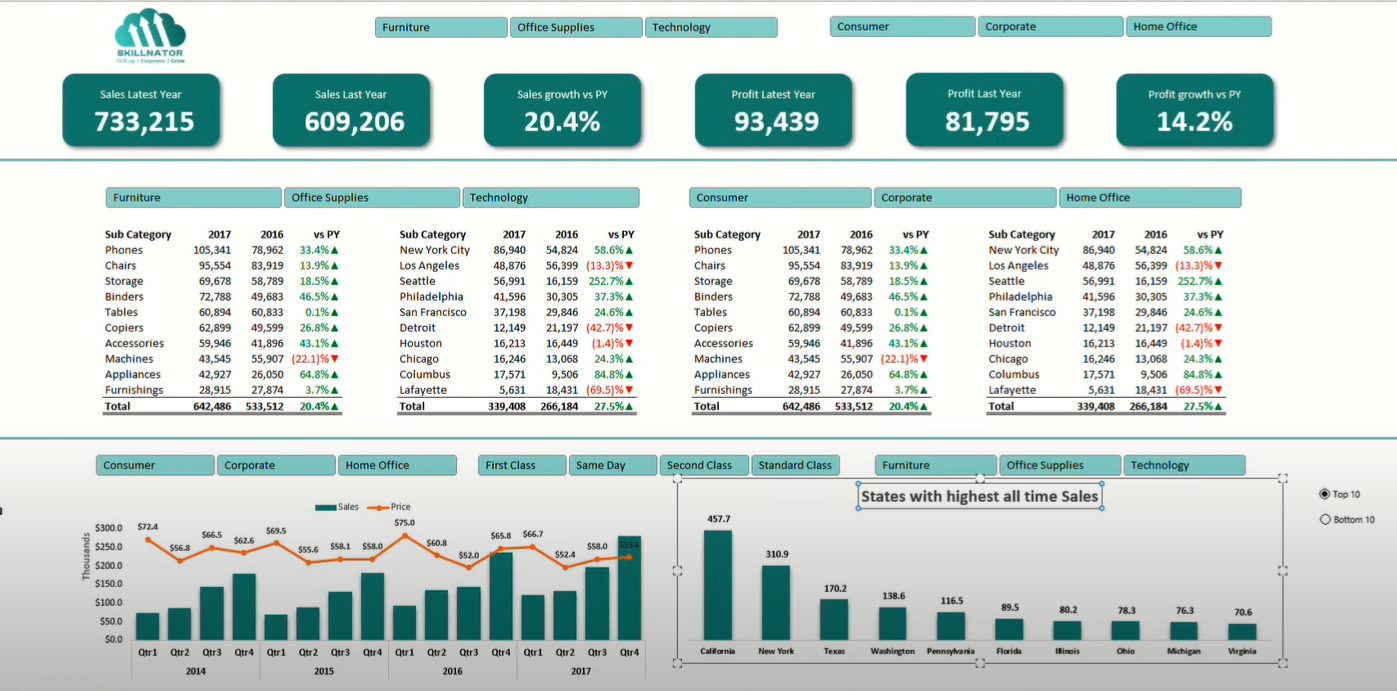 SKILLNATOR
Skill up | Empower | Grow
Furniture Office Supplies Technology
Consumer Corporate Home Office
Sales Latest Year
733,215
Sales Last Year
609,206
Sales growth vs PY
20.4%
Profit Latest Year
93,439
Profit Last Year
81,795
Profit growth vs PY
14.2%
Furniture Office Supplies Technology
Consumer Corporate Home Office
Sub Category 2017 2016 vs PY
Phones 105,341 78,962 33.4%▲
Chairs 95,554 83,919 13.9%▲
Storage 69,678 58,789 18.5%▲
Binders 72,788 49,683 46.5%▲
Tables 60,894 60,833 0.1%▲
Copiers 62,899 49,599 26.8%▲
Accessories 59,946 41,896 43.1%▲
Machines 43,545 55,907 (22.1)%▼
Appliances 42,927 26,050 64.8%▲
Furnishings 28,915 27,874 3.7%▲
Total 642,486 533,512 20.4%▲
Sub Category 2017 2016 vs PY
New York City 86,940 54,824 58.6%▲
Los Angeles 48,876 56,399 (13.3)%▼
Seattle 56,991 16,159 252.7%▲
Philadelphia 41,596 30,305 37.3%▲
San Francisco 37,198 29,846 24.6%▲
Detroit 12,149 21,197 (42.7)%▼
Houston 16,213 16,449 (1.4)%▼
Chicago 16,246 13,068 24.3%▲
Columbus 17,571 9,506 84.8%▲
Lafayette 5,631 18,431 (69.5)%▼
Total 339,408 266,184 27.5%▲
Sub Category 2017 2016 vs PY
Phones 105,341 78,962 33.4%▲
Chairs 95,554 83,919 13.9%▲
Storage 69,678 58,789 18.5%▲
Binders 72,788 49,683 46.5%▲
Tables 60,894 60,833 0.1%▲
Copiers 62,899 49,599 26.8%▲
Accessories 59,946 41,896 43.1%▲
Machines 43,545 55,907 (22.1)%▼
Appliances 42,927 26,050 64.8%▲
Furnishings 28,915 27,874 3.7%▲
Total 642,486 533,512 20.4%▲
Sub Category 2017 2016 vs PY
New York City 86,940 54,824 58.6%▲
Los Angeles 48,876 56,399 (13.3)%▼
Seattle 56,991 16,159 252.7%▲
Philadelphia 41,596 30,305 37.3%▲
San Francisco 37,198 29,846 24.6%▲
Detroit 12,149 21,197 (42.7)%▼
Houston 16,213 16,449 (1.4)%▼
Chicago 16,246 13,068 24.3%▲
Columbus 17,571 9,506 84.8%▲
Lafayette 5,631 18,431 (69.5)%▼
Total 339,408 266,184 27.5%▲
Consumer Corporate Home Office
First Class Same Day Second Class Standard Class
Furniture Office Supplies Technology
Sales Price
Thousands
$300.0
$250.0
$200.0
$150.0
$100.0
$50.0
$0.0
$72.4 $56.8 $66.5 $62.6 $69.5 $55.6 $58.1 $58.0 $75.0 $60.8 $52.0 $65.8 $66.7 $52.4 $58.0
Qtr1 Qtr2 Qtr3 Qtr4 Qtr1 Qtr2 Qtr3 Qtr4 Qtr1 Qtr2 Qtr3 Qtr4 Qtr1 Qtr2 Qtr3 Qtr4
2014 2015 2016 2017
States with highest all time Sales
457.7 310.9 170.2 138.6 116.5 89.5 80.2 78.3 76.3 70.6
California New York Texas Washington Pennsylvania Florida Illinois Ohio Michigan Virginia
Top 10
Bottom 10